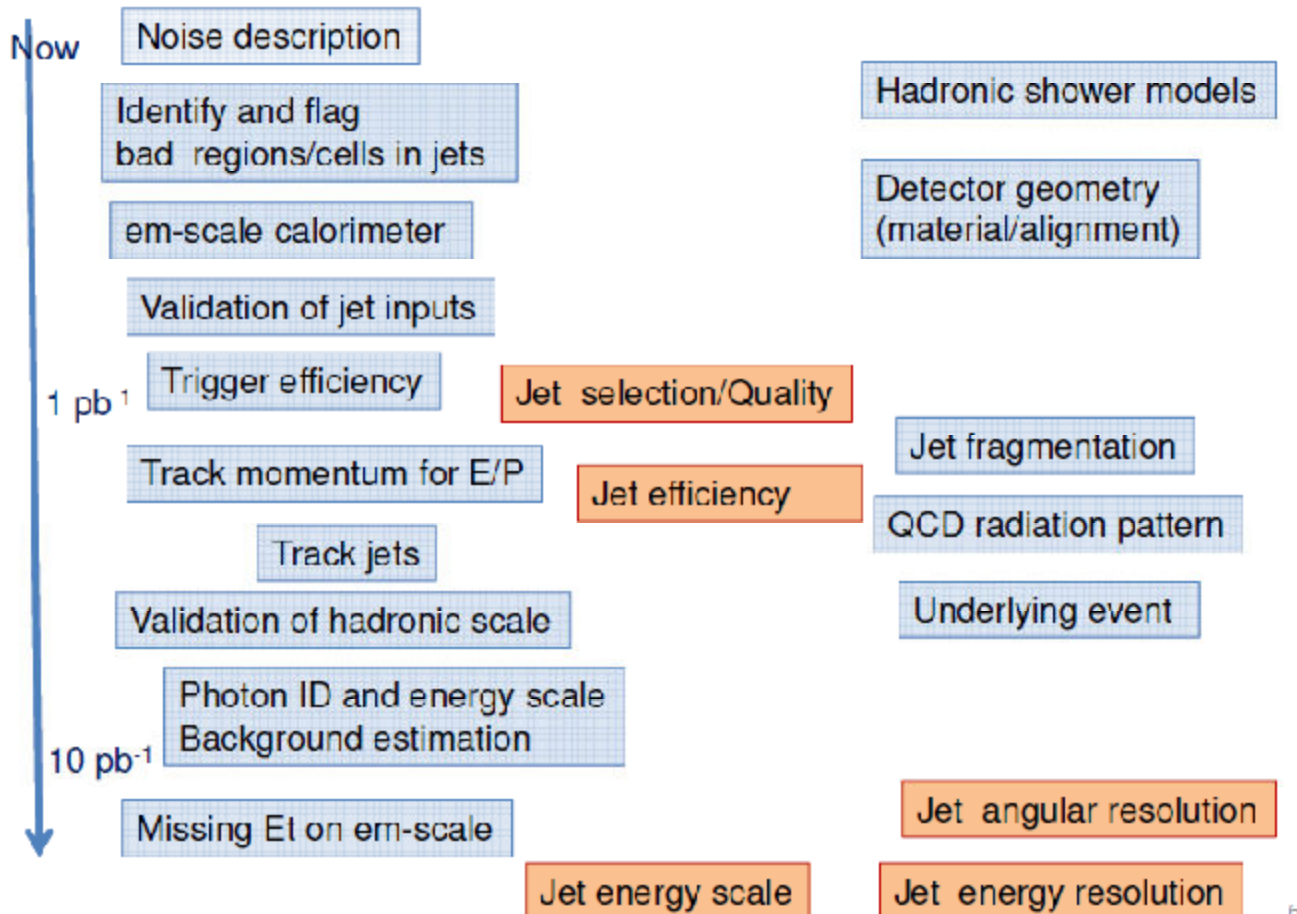 Now
Noise description
Hadronic shower models
Identify and flag
bad regions/cells in jets
Detector geometry
(material/alignment)
em-scale calorimeter
Validation of jet inputs
Trigger efficiency
1 pb⁻¹
Jet selection/Quality
Jet fragmentation
Track momentum for E/P
Jet efficiency
QCD radiation pattern
Track jets
Underlying event
Validation of hadronic scale
Photon ID and energy scale
Background estimation
10 pb⁻¹
Jet angular resolution
Missing Et on em-scale
Jet energy scale
Jet energy resolution